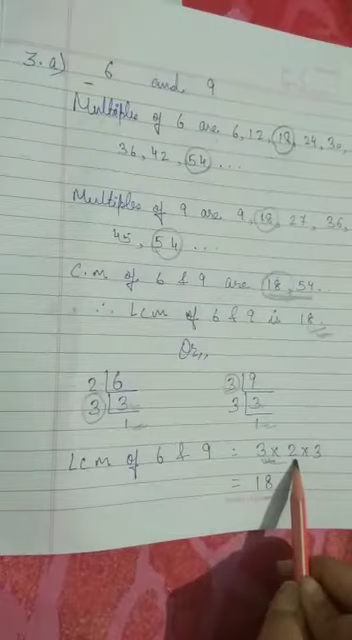 3. a) 6 and 9
Multiples of 6 are 6, 12, 18, 24, 30,
36, 42, 54 ...
Multiples of 9 are 9, 18, 27, 36,
45, 54 ...
C.M of 6 & 9 are 18, 54..
∴ LCM of 6 & 9 is 18.
Or,,
2 6 3 9
3 3 3 3
1 1
LCM of 6 & 9 = 3 x 2 x 3
= 18